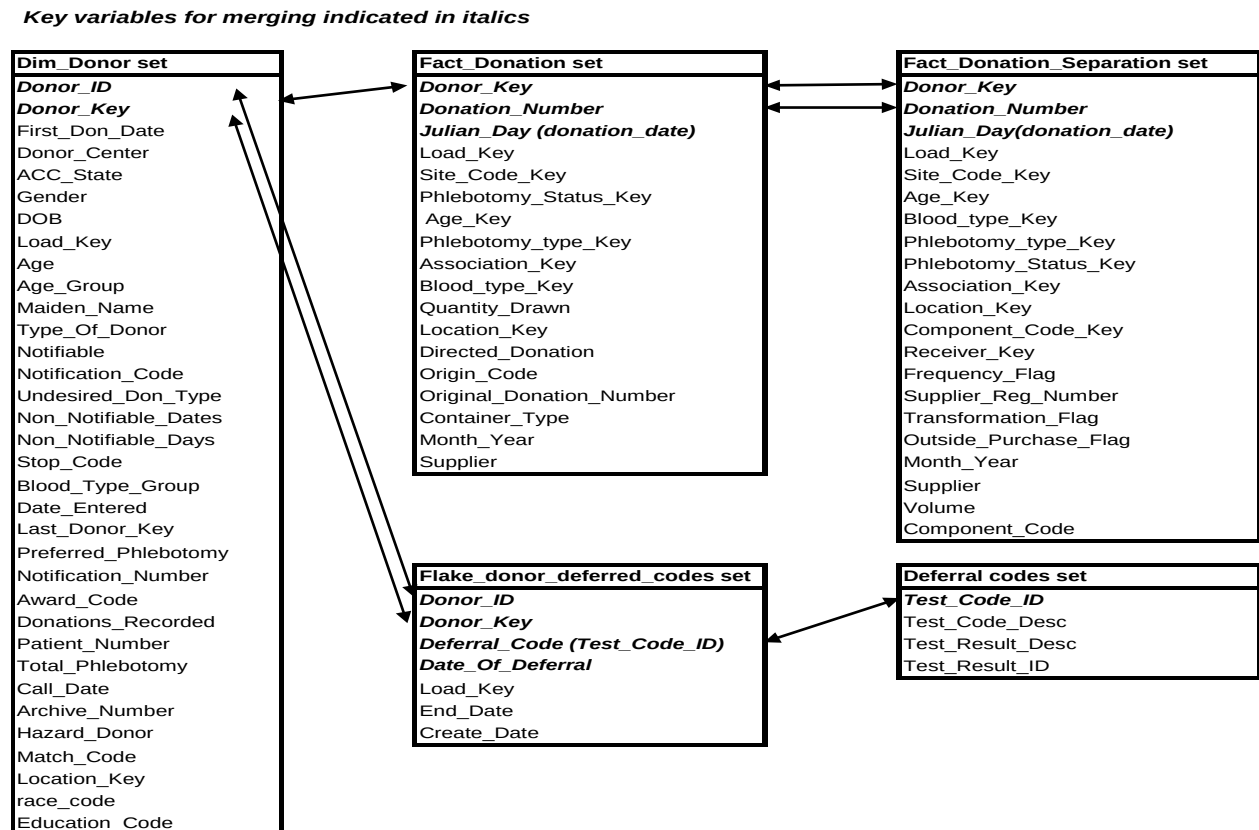 Key variables for merging indicated in italics
Dim_Donor set
Donor_ID
Donor_Key
First_Don_Date
Donor_Center
ACC_State
Gender
DOB
Load_Key
Age
Age_Group
Maiden_Name
Type_Of_Donor
Notifiable
Notification_Code
Undesired_Don_Type
Non_Notifiable_Dates
Non_Notifiable_Days
Stop_Code
Blood_Type_Group
Date_Entered
Last_Donor_Key
Preferred_Phlebotomy
Notification_Number
Award_Code
Donations_Recorded
Patient_Number
Total_Phlebotomy
Call_Date
Archive_Number
Hazard_Donor
Match_Code
Location_Key
race_code
Education_Code
Fact_Donation set
Donor_Key
Donation_Number
Julian_Day (donation_date)
Load_Key
Site_Code_Key
Phlebotomy_Status_Key
Age_Key
Phlebotomy_type_Key
Association_Key
Blood_type_Key
Quantity_Drawn
Location_Key
Directed_Donation
Origin_Code
Original_Donation_Number
Container_Type
Month_Year
Supplier
Fact_Donation_Separation set
Donor_Key
Donation_Number
Julian_Day(donation_date)
Load_Key
Site_Code_Key
Age_Key
Blood_type_Key
Phlebotomy_type_Key
Phlebotomy_Status_Key
Association_Key
Location_Key
Component_Code_Key
Receiver_Key
Frequency_Flag
Supplier_Reg_Number
Transformation_Flag
Outside_Purchase_Flag
Month_Year
Supplier
Volume
Component_Code
Flake_donor_deferred_codes set
Donor_ID
Donor_Key
Deferral_Code (Test_Code_ID)
Date_Of_Deferral
Load_Key
End_Date
Create_Date
Deferral codes set
Test_Code_ID
Test_Code_Desc
Test_Result_Desc
Test_Result_ID